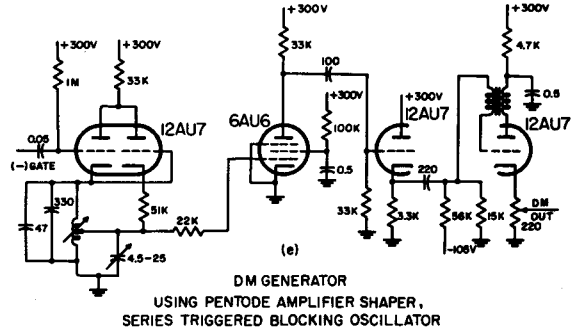 +300V
+300V
+300V
+300V
1M
33K
33K
4.7K
100
+300V
+300V
0.5
12AU7
6AU6
12AU7
12AU7
100K
0.05
(-)GATE
0.5
220
330
51K
47
22K
33K
3.3K
56K
15K
DM
OUT
220
4.5-25
(e)
-105V
DM GENERATOR
USING PENTODE AMPLIFIER SHAPER,
SERIES TRIGGERED BLOCKING OSCILLATOR